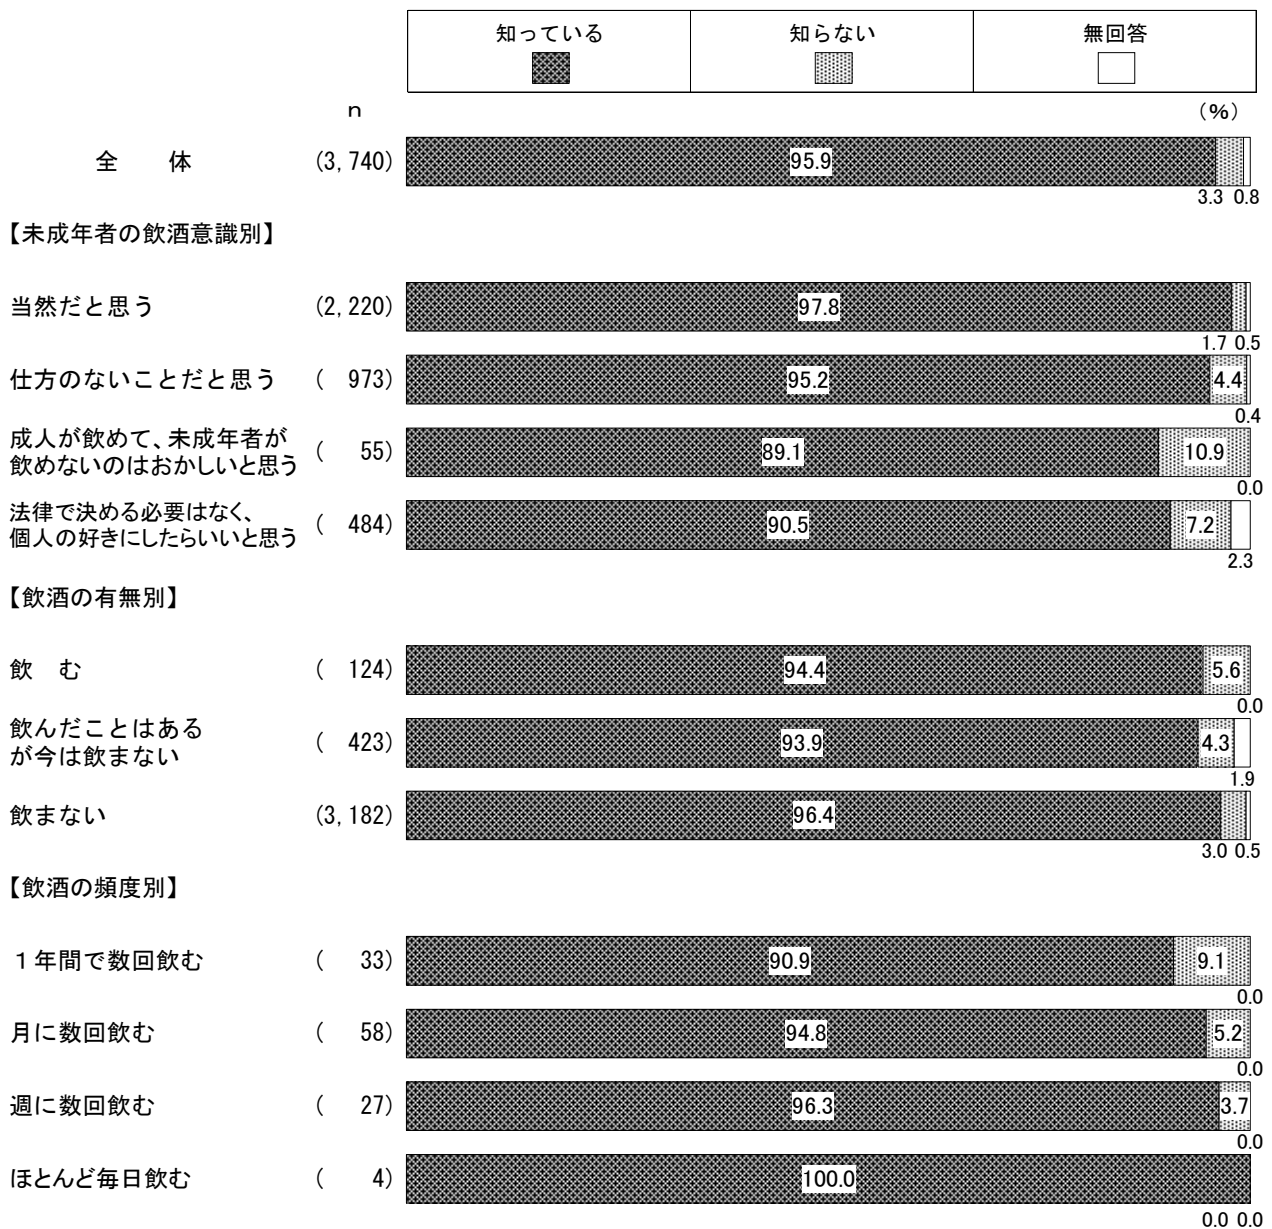 知っている 知らない 無回答
n (%)
全 体 (3,740) 95.9
3.3 0.8
【未成年者の飲酒意識別】
当然だと思う (2,220) 97.8
1.7 0.5
仕方のないことだと思う ( 973) 95.2 4.4
0.4
成人が飲めて、未成年者が
飲めないのはおかしいと思う ( 55) 89.1 10.9
0.0
法律で決める必要はなく、
個人の好きにしたらいいと思う ( 484) 90.5 7.2
2.3
【飲酒の有無別】
飲 む ( 124) 94.4 5.6
0.0
飲んだことはある
が今は飲まない ( 423) 93.9 4.3
1.9
飲まない (3,182) 96.4
3.0 0.5
【飲酒の頻度別】
1年間で数回飲む ( 33) 90.9 9.1
0.0
月に数回飲む ( 58) 94.8 5.2
0.0
週に数回飲む ( 27) 96.3 3.7
0.0
ほとんど毎日飲む ( 4) 100.0
0.0 0.0